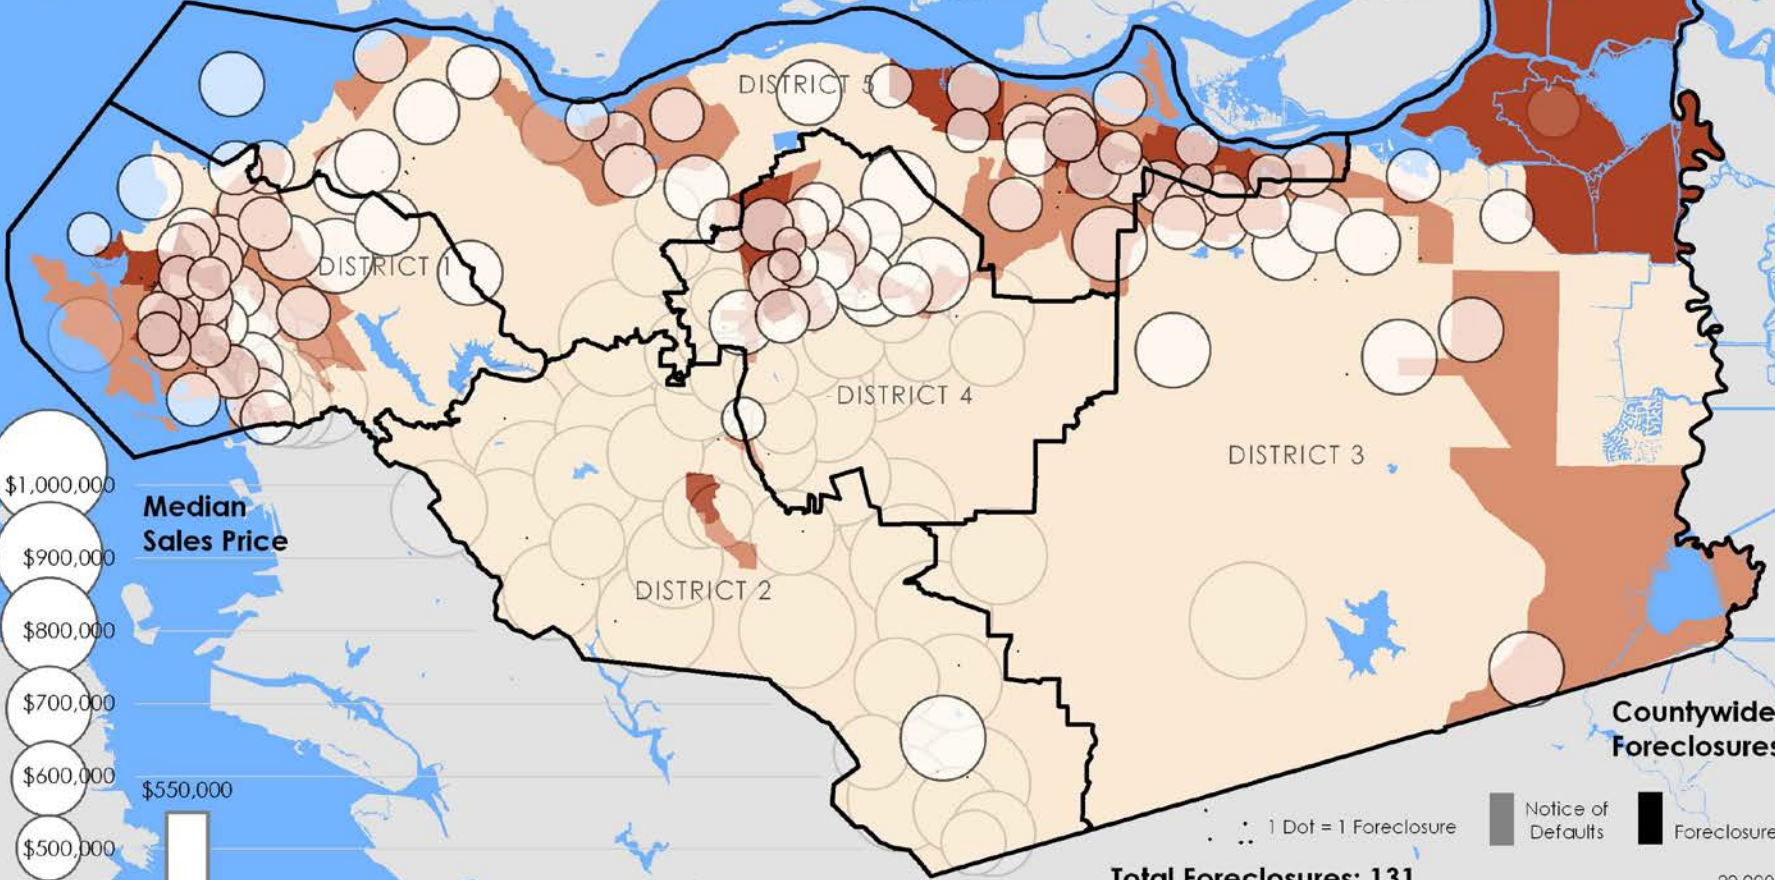 DISTRICT 5
DISTRICT 1
DISTRICT 4
DISTRICT 3
DISTRICT 2
Median
Sales Price
$1,000,000
$900,000
$800,000
$700,000
$600,000
$500,000
$550,000
Countywide
Foreclosures
1 Dot = 1 Foreclosure
Notice of
Defaults
Foreclosure
Total Foreclosures: 131